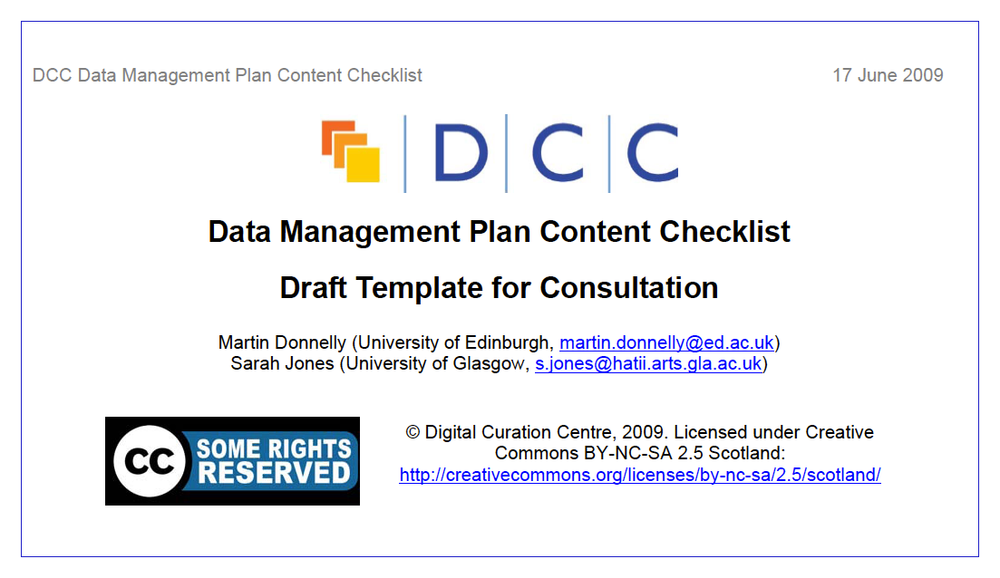 DCC Data Management Plan Content Checklist 17 June 2009
DCC
Data Management Plan Content Checklist
Draft Template for Consultation
Martin Donnelly (University of Edinburgh, martin.donnelly@ed.ac.uk)
Sarah Jones (University of Glasgow, s.jones@hatii.arts.gla.ac.uk)
cc SOME RIGHTS
RESERVED
© Digital Curation Centre, 2009. Licensed under Creative
Commons BY-NC-SA 2.5 Scotland:
http://creativecommons.org/licenses/by-nc-sa/2.5/scotland/